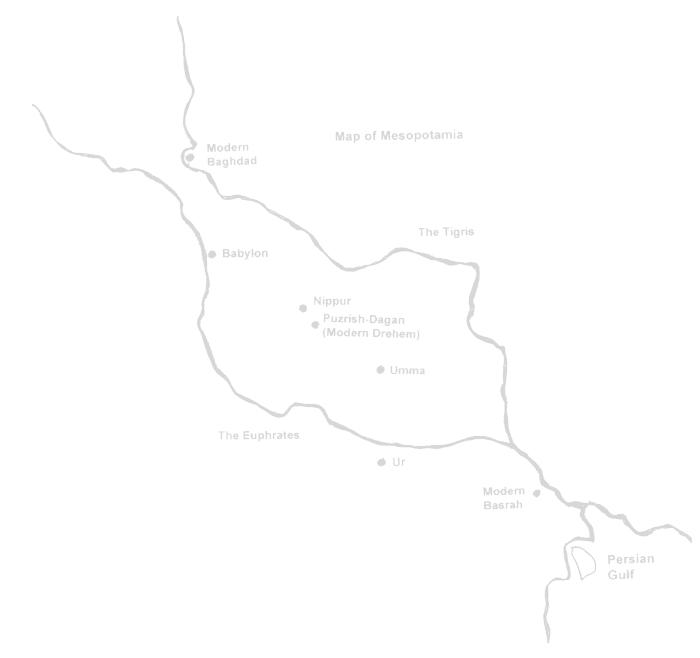 Map of Mesopotamia
Modern
Baghdad
The Tigris
Babylon
Nippur
Puzrish-Dagan
(Modern Drehem)
Umma
The Euphrates
Ur
Modern
Basrah
Persian
Gulf